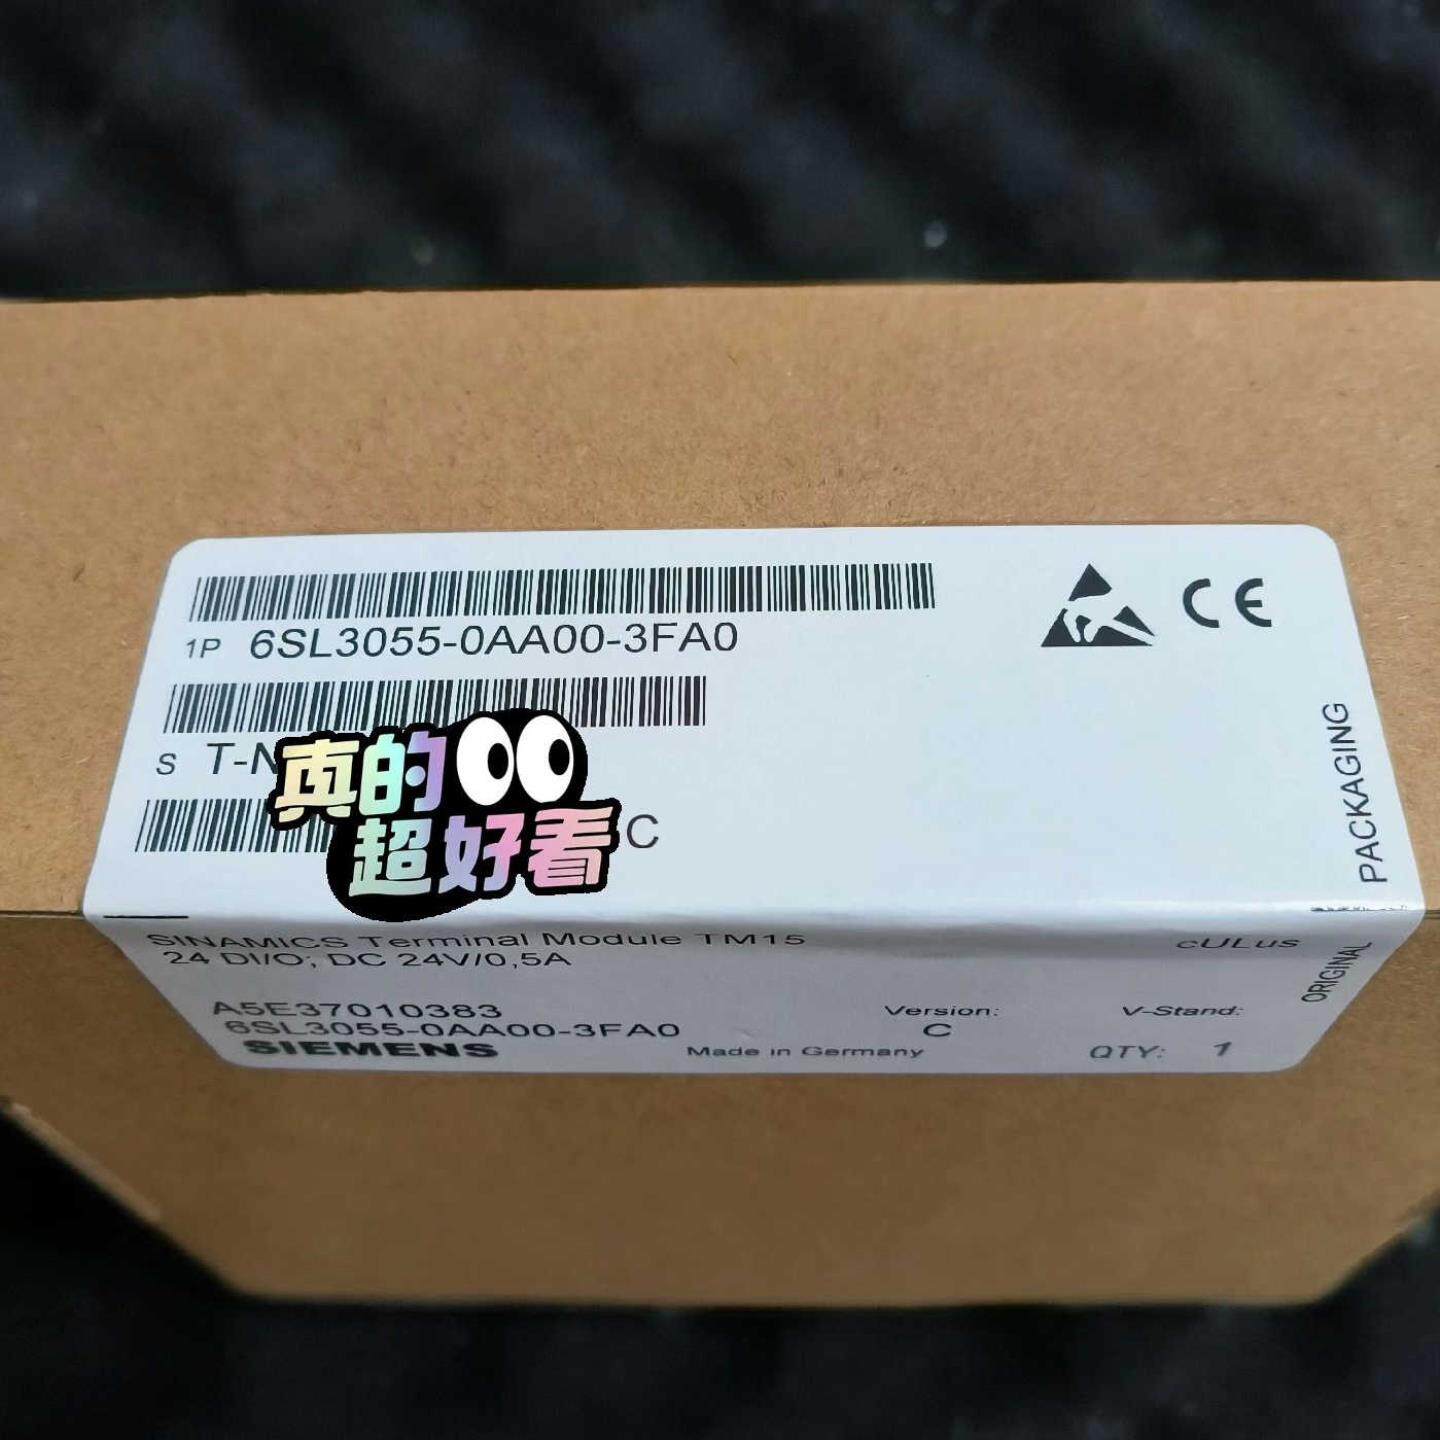 1P 6SL3055-0AA00-3FA0
S T-N
真的
超好看
C
CE
PACKAGING
ORIGINAL
SINAMICS Terminal Module TM15
24 DI/O; DC 24V/0,5A
cULus
A5E37010383
6SL3055-0AA00-3FA0
SIEMENS
Made in Germany
Version:
C
V-Stand:
QTY: 1